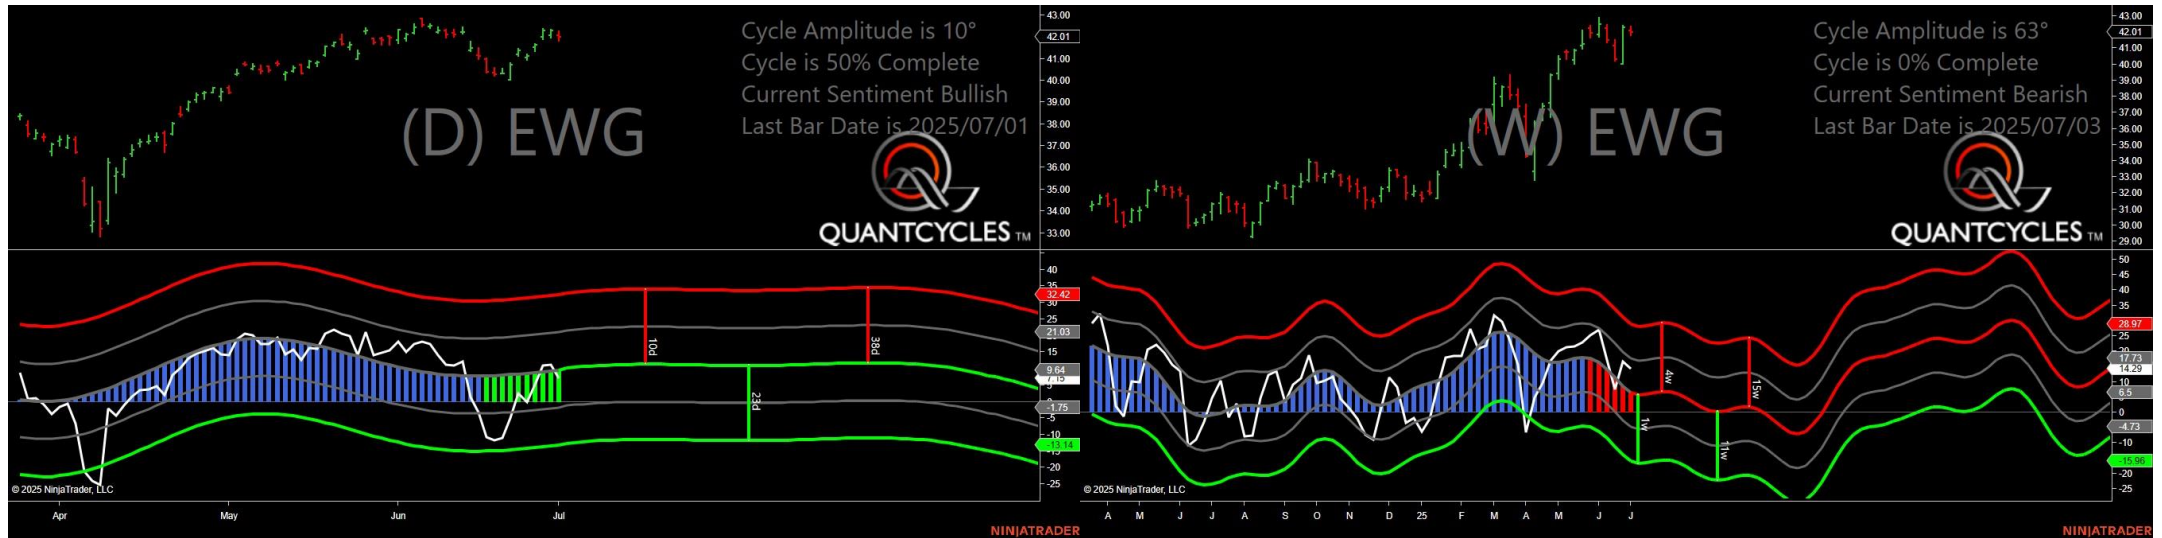 Cycle Amplitude is 10°
Cycle is 50% Complete
Current Sentiment Bullish
Last Bar Date is 2025/07/01
(D) EWG
QUANTCYCLES TM
43.00
42.01
41.00
40.00
39.00
38.00
37.00
36.00
35.00
34.00
33.00
40
35
32.42
30
25
21.03
15
9.64
7.15
5
0
-1.75
-5
-10
-13.14
-15
-20
-25
10d
23d
38d
© 2025 NinjaTrader, LLC
Apr May Jun Jul
NINJATRADER
Cycle Amplitude is 63°
Cycle is 0% Complete
Current Sentiment Bearish
Last Bar Date is 2025/07/03
(W) EWG
QUANTCYCLES TM
43.00
42.01
41.00
40.00
39.00
38.00
37.00
36.00
35.00
34.00
33.00
32.00
31.00
30.00
29.00
50
45
40
35
28.97
25
17.73
14.29
10
6.5
0
-4.73
-10
-15.96
-20
-25
4w
1w
11w
15w
© 2025 NinjaTrader, LLC
A M J J A S O N D 25 F M A M J J
NINJATRADER